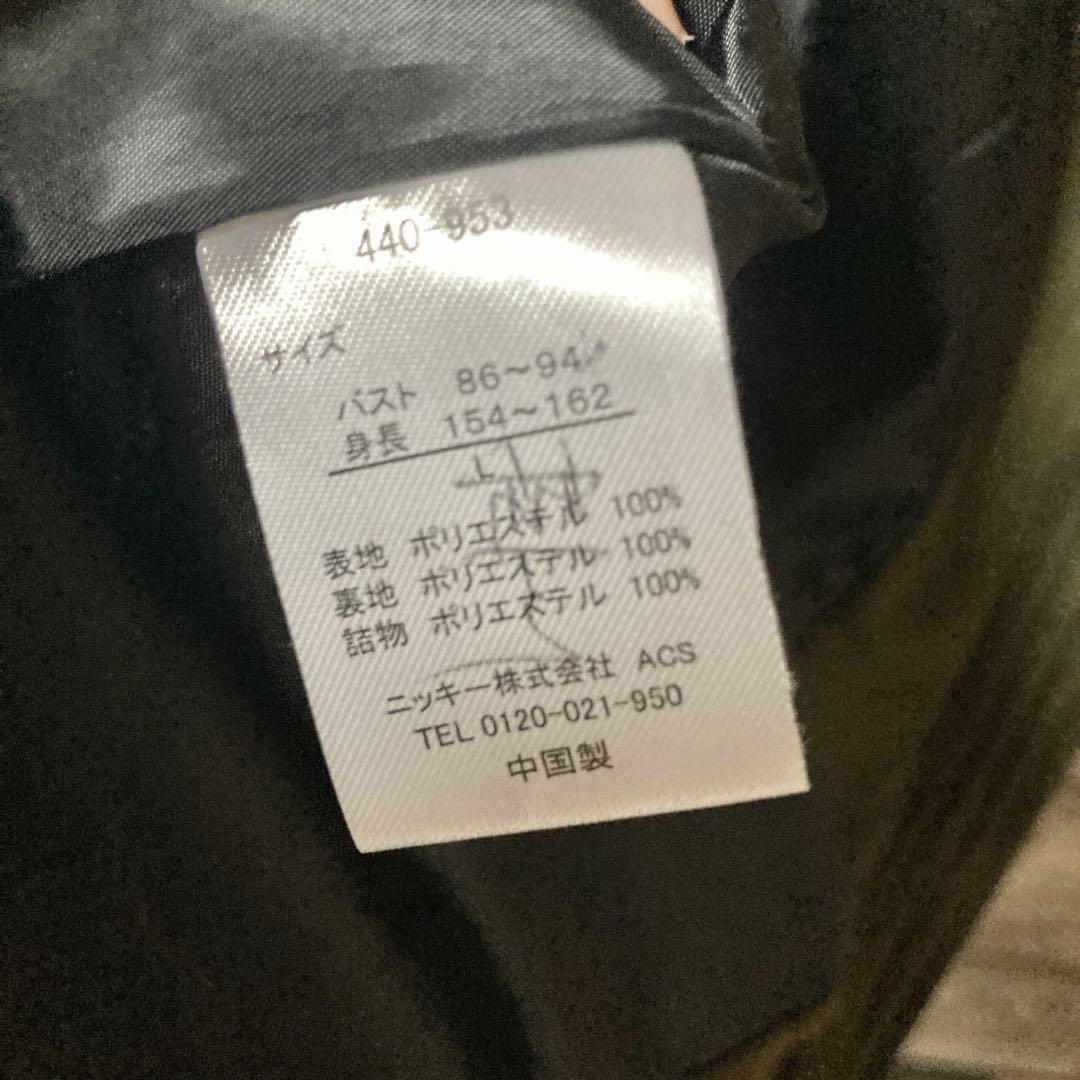 440-953
サイズ
バスト 86～94
身長 154～162
L
表地 ポリエステル 100%
裏地 ポリエステル 100%
詰物 ポリエステル 100%
ニッキー株式会社 ACS
TEL 0120-021-950
中国製